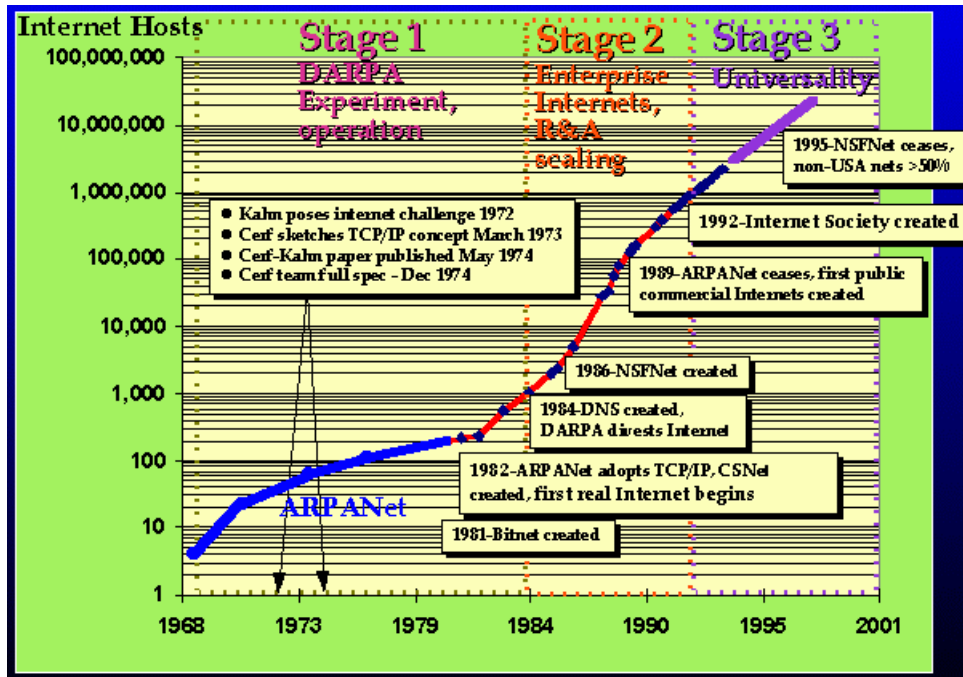 Internet Hosts
Stage 1
DARPA
Experiment,
operation
Stage 2
Enterprise
Internets,
R&A
scaling
Stage 3
Universality
100,000,000
10,000,000
1,000,000
100,000
10,000
1,000
100
10
1
1995-NSFNet ceases,
non-USA nets >50%
● Kahn poses internet challenge 1972
● Cerf sketches TCP/IP concept March 1973
● Cerf-Kahn paper published May 1974
● Cerf team full spec - Dec 1974
1992-Internet Society created
1989-ARPANet ceases, first public
commercial Internets created
1986-NSFNet created
1984-DNS created,
DARPA divests Internet
1982-ARPANet adopts TCP/IP, CSNet
created, first real Internet begins
ARPANet
1981-Bitnet created
1968
1973
1979
1984
1990
1995
2001